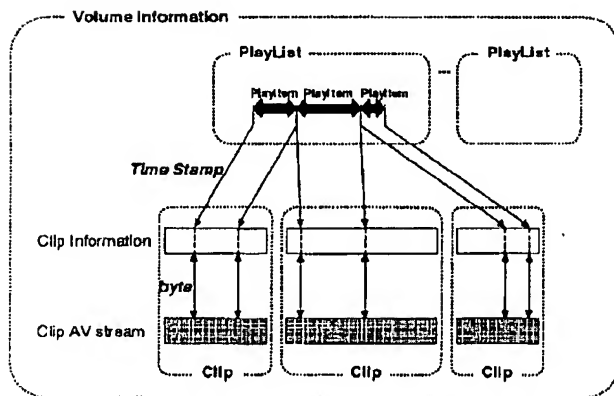 Volume Information
PlayList
PlayList
...
PlayItem
PlayItem
PlayItem
Time Stamp
Clip Information
byte
Clip AV stream
Clip
Clip
Clip